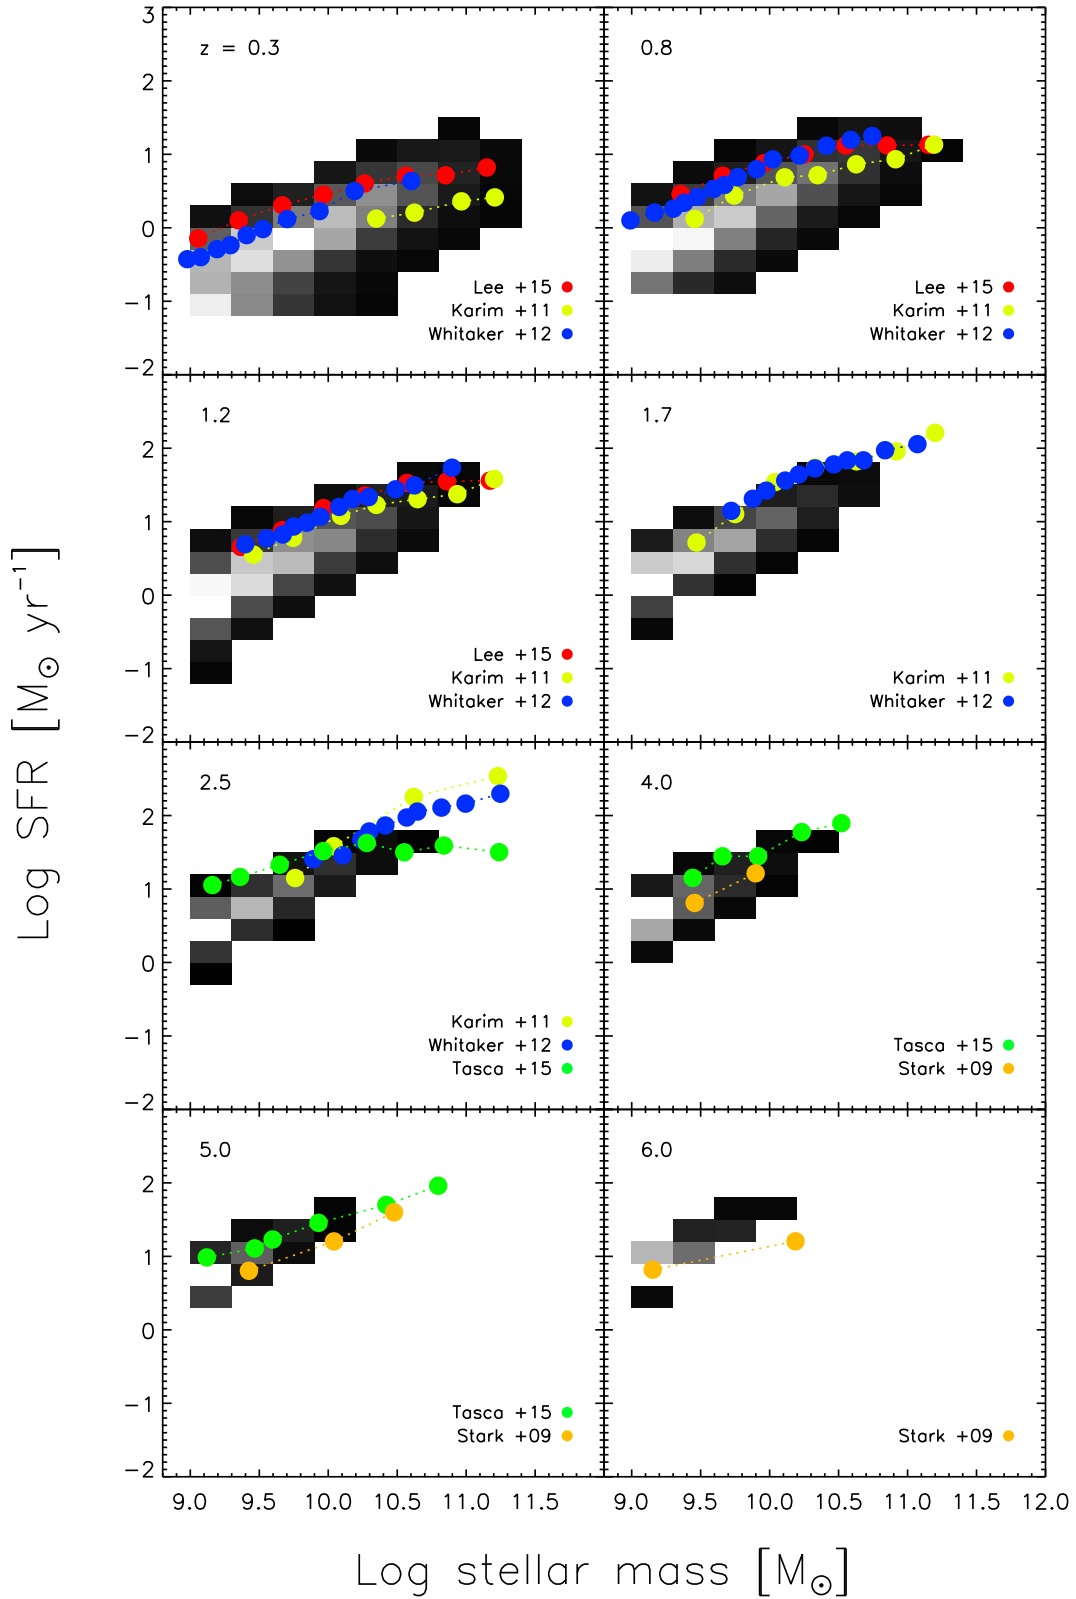 3
2
1
0
−1
−2
z = 0.3
Lee +15
Karim +11
Whitaker +12
0.8
Lee +15
Karim +11
Whitaker +12
2
1
0
−1
−2
1.2
Lee +15
Karim +11
Whitaker +12
1.7
Karim +11
Whitaker +12
2
1
0
−1
−2
2.5
Karim +11
Whitaker +12
Tasca +15
4.0
Tasca +15
Stark +09
2
1
0
−1
−2
5.0
Tasca +15
Stark +09
6.0
Stark +09
9.0 9.5 10.0 10.5 11.0 11.5
9.0 9.5 10.0 10.5 11.0 11.5 12.0
Log SFR [M⊙ yr⁻¹]
Log stellar mass [M⊙]